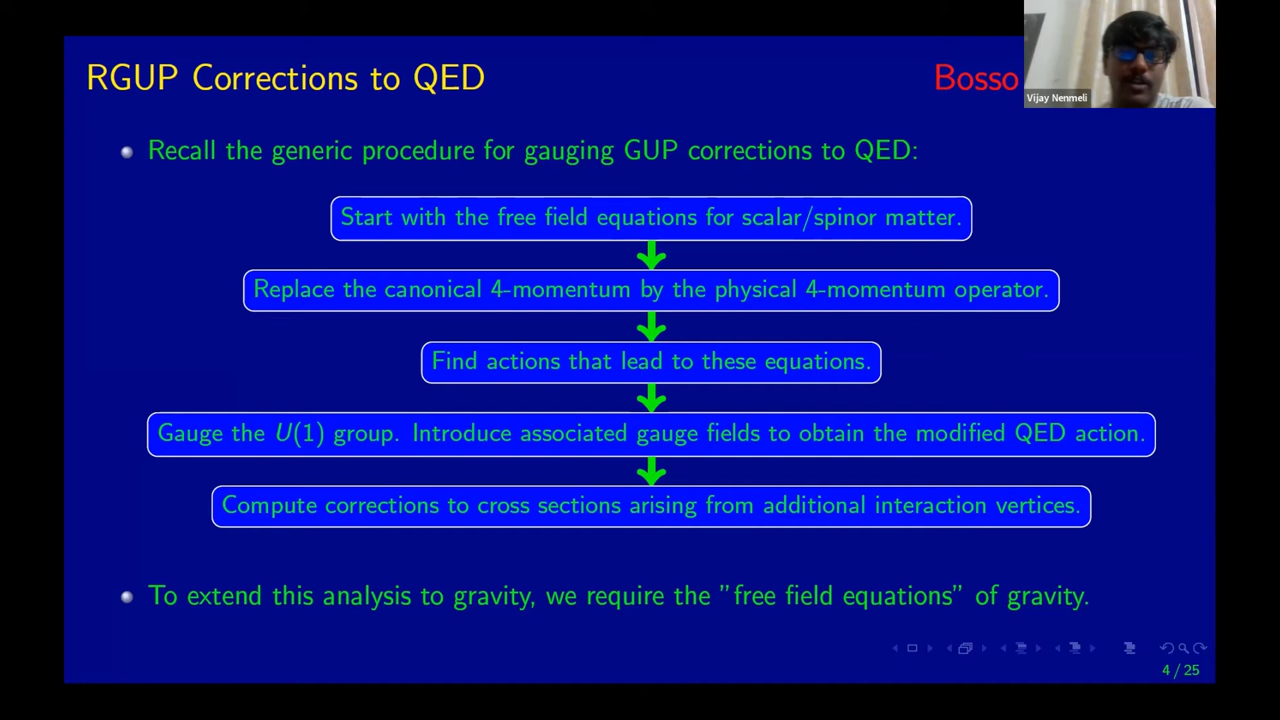 RGUP Corrections to QED
Bosso
Vijay Nenmeli
Recall the generic procedure for gauging GUP corrections to QED:
Start with the free field equations for scalar/spinor matter.
Replace the canonical 4-momentum by the physical 4-momentum operator.
Find actions that lead to these equations.
Gauge the U(1) group. Introduce associated gauge fields to obtain the modified QED action.
Compute corrections to cross sections arising from additional interaction vertices.
To extend this analysis to gravity, we require the ”free field equations” of gravity.
4 / 25